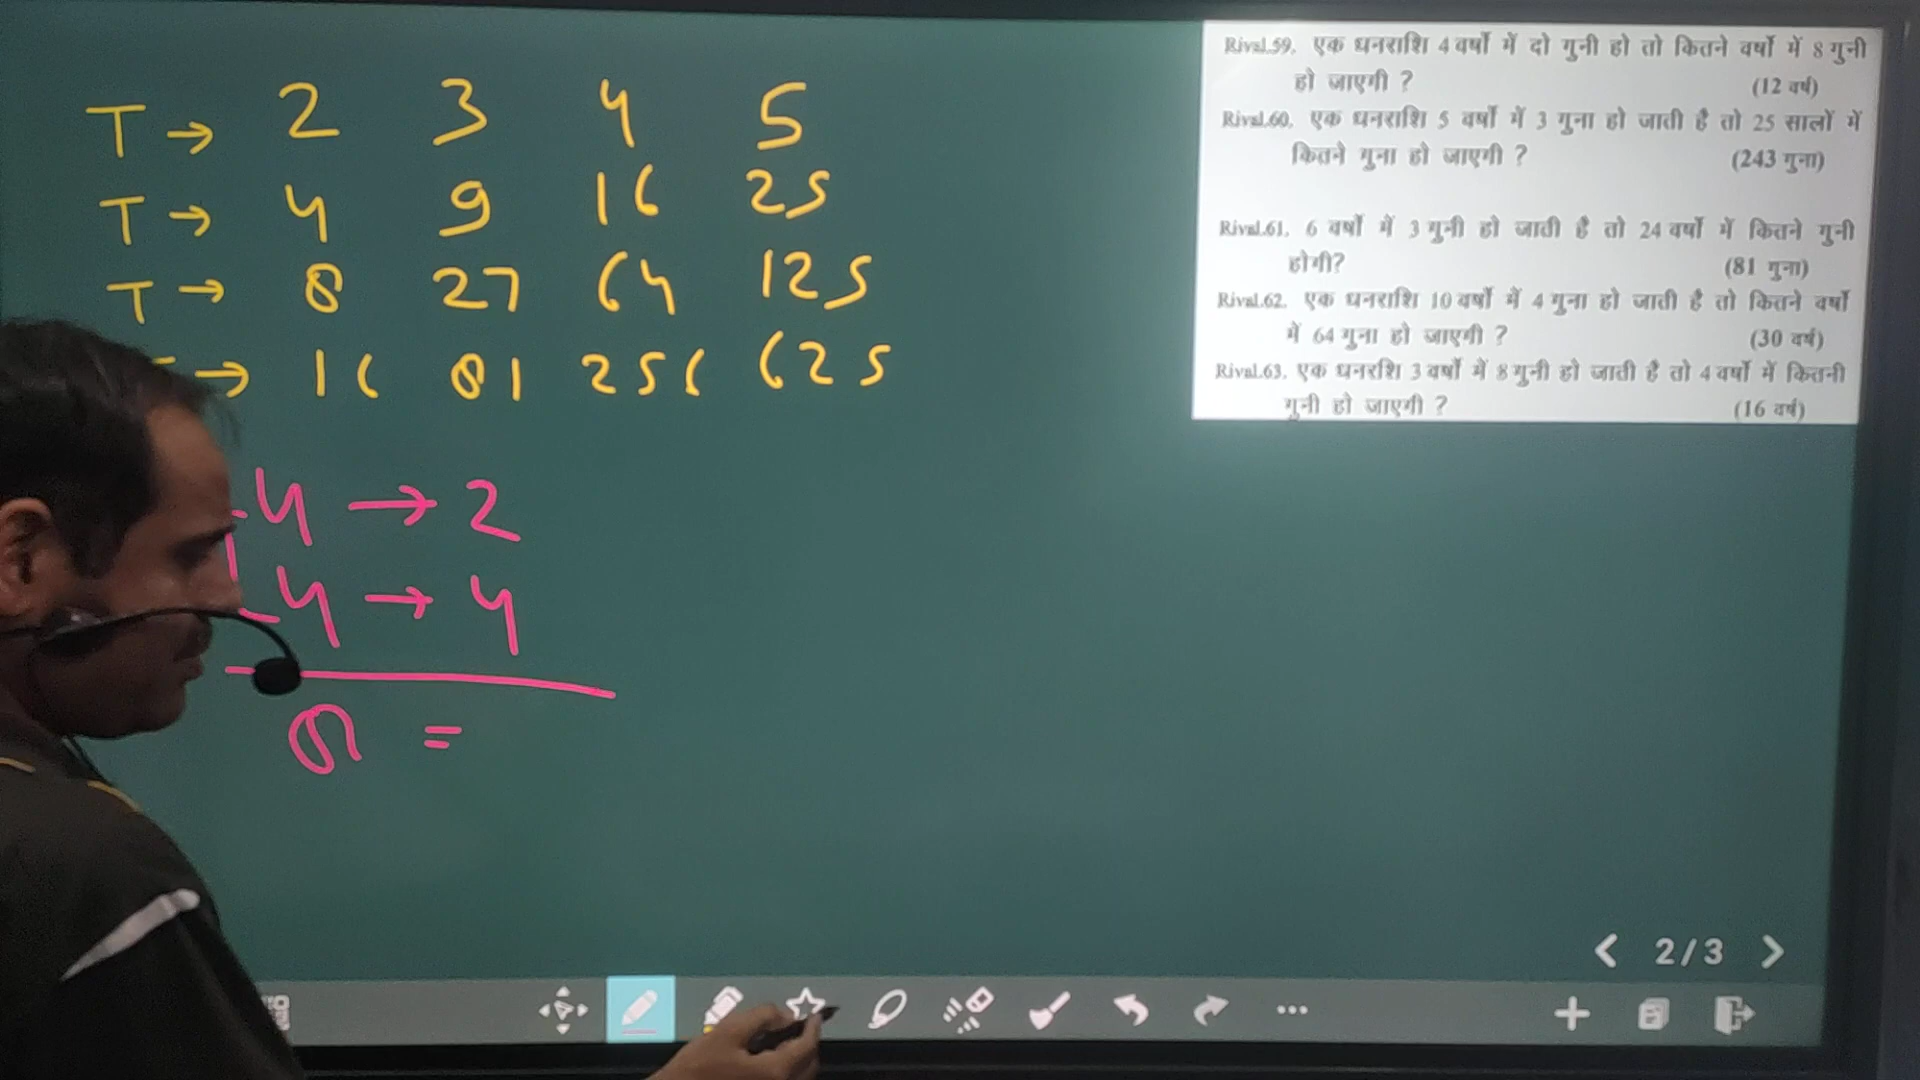 T → 2 3 4 5
T → 4 9 16 25
T → 8 27 64 125
→ 16 81 256 625
4 → 2
4 → 4
8 =
Rival.59. एक धनराशि 4 वर्षों में दो गुनी हो तो कितने वर्षों में 8 गुनी
हो जाएगी ? (12 वर्ष)
Rival.60. एक धनराशि 5 वर्षों में 3 गुना हो जाती है तो 25 सालों में
कितने गुना हो जाएगी ? (243 गुना)
Rival.61. 6 वर्षों में 3 गुनी हो जाती है तो 24 वर्षों में कितने गुनी
होगी? (81 गुना)
Rival.62. एक धनराशि 10 वर्षों में 4 गुना हो जाती है तो कितने वर्षों
में 64 गुना हो जाएगी ? (30 वर्ष)
Rival.63. एक धनरशि 3 वर्षों में 8 गुनी हो जाती है तो 4 वर्षों में कितनी
गुनी हो जाएगी ? (16 वर्ष)
2/3